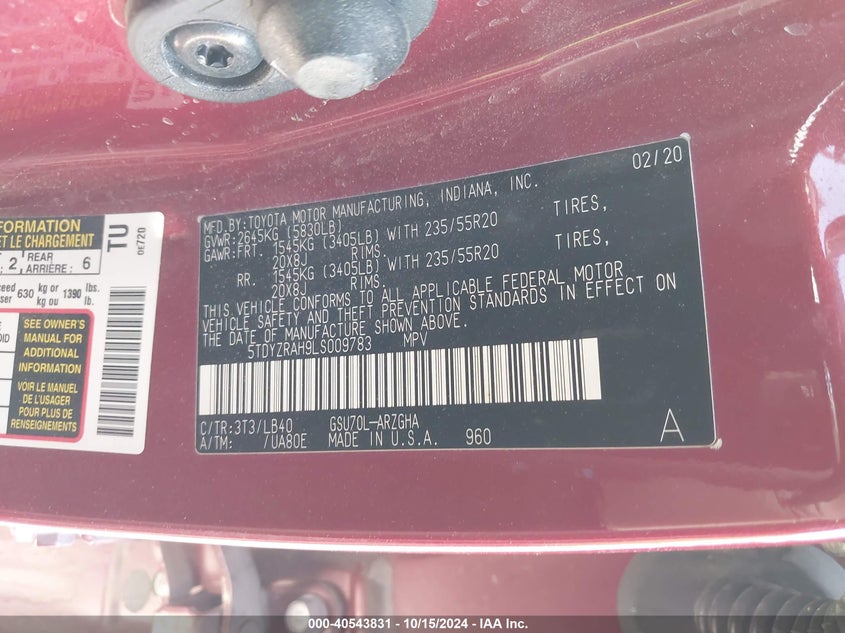 02/20
MFD.BY:TOYOTA MOTOR MANUFACTURING, INDIANA, INC.
GVWR:2645KG (5830LB)
GAWR:FRT. 1545KG (3405LB) WITH 235/55R20 TIRES,
20X8J RIMS.
RR. 1545KG (3405LB) WITH 235/55R20 TIRES,
20X8J RIMS.
THIS VEHICLE CONFORMS TO ALL APPLICABLE FEDERAL MOTOR
VEHICLE SAFETY AND THEFT PREVENTION STANDARDS IN EFFECT ON
THE DATE OF MANUFACTURE SHOWN ABOVE.
5TDYZRAH9LS009783 MPV
C/TR:3T3/LB40 GSU70L-ARZGHA
A/TM: /UA80E MADE IN U.S.A. 960 A
FORMATION
ET LE CHARGEMENT
2 REAR
ARRIÈRE: 6
630 kg or 1390 lbs.
kg ou lb.
SEE OWNER'S
MANUAL FOR
ADDITIONAL
INFORMATION
VOIR LE MANUEL
DE L'USAGER
POUR PLUS DE
RENSEIGNEMENTS
TU
0E720
000-40543831 - 10/15/2024 - IAA Inc.